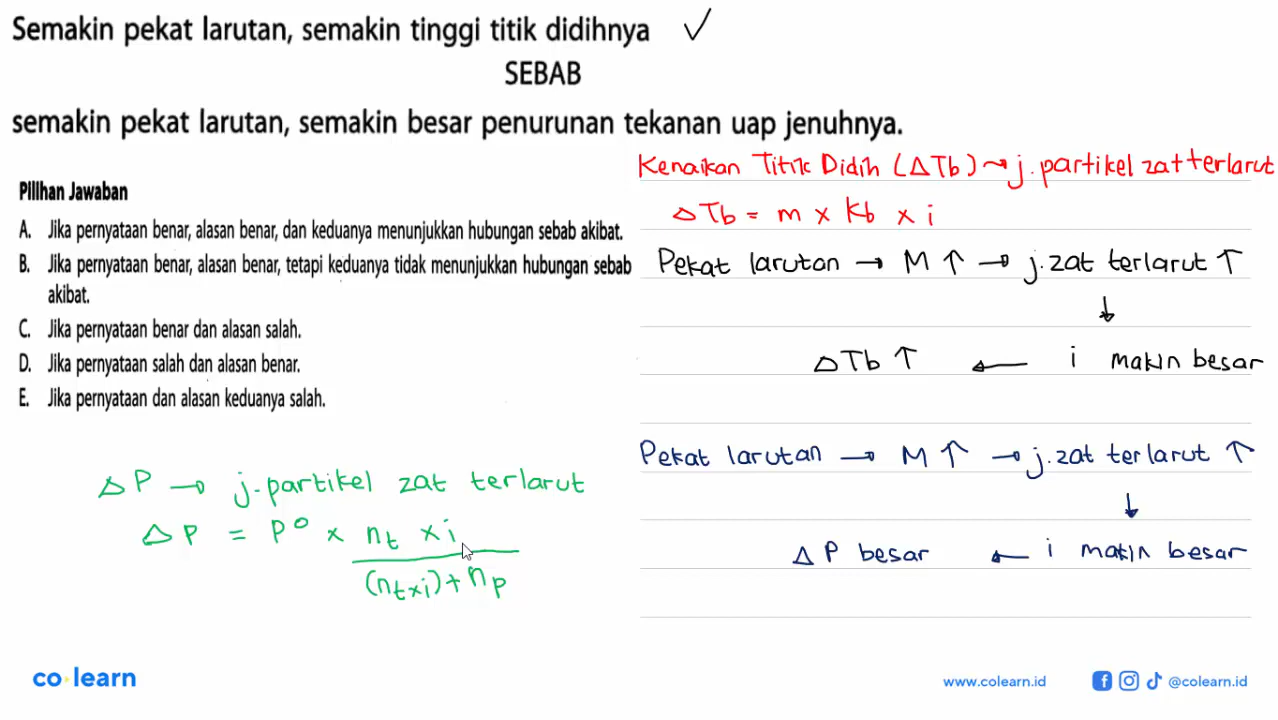 Semakin pekat larutan, semakin tinggi titik didihnya ✓
SEBAB
semakin pekat larutan, semakin besar penurunan tekanan uap jenuhnya.
Pilihan Jawaban
A. Jika pernyataan benar, alasan benar, dan keduanya menunjukkan hubungan sebab akibat.
B. Jika pernyataan benar, alasan benar, tetapi keduanya tidak menunjukkan hubungan sebab
akibat.
C. Jika pernyataan benar dan alasan salah.
D. Jika pernyataan salah dan alasan benar.
E. Jika pernyataan dan alasan keduanya salah.
Kenaikan Titik Didih (ΔTb) ~ j.partikel zat terlarut
ΔTb = m x Kb x i
Pekat larutan → M ↑ → j.zat terlarut ↑
↓
ΔTb ↑ ← i makin besar
Pekat larutan → M ↑ → j.zat terlarut ↑
↓
ΔP besar ← i makin besar
ΔP → j.partikel zat terlarut
ΔP = P° x nt x i
(nt x i) + np
co learn
www.colearn.id @colearn.id